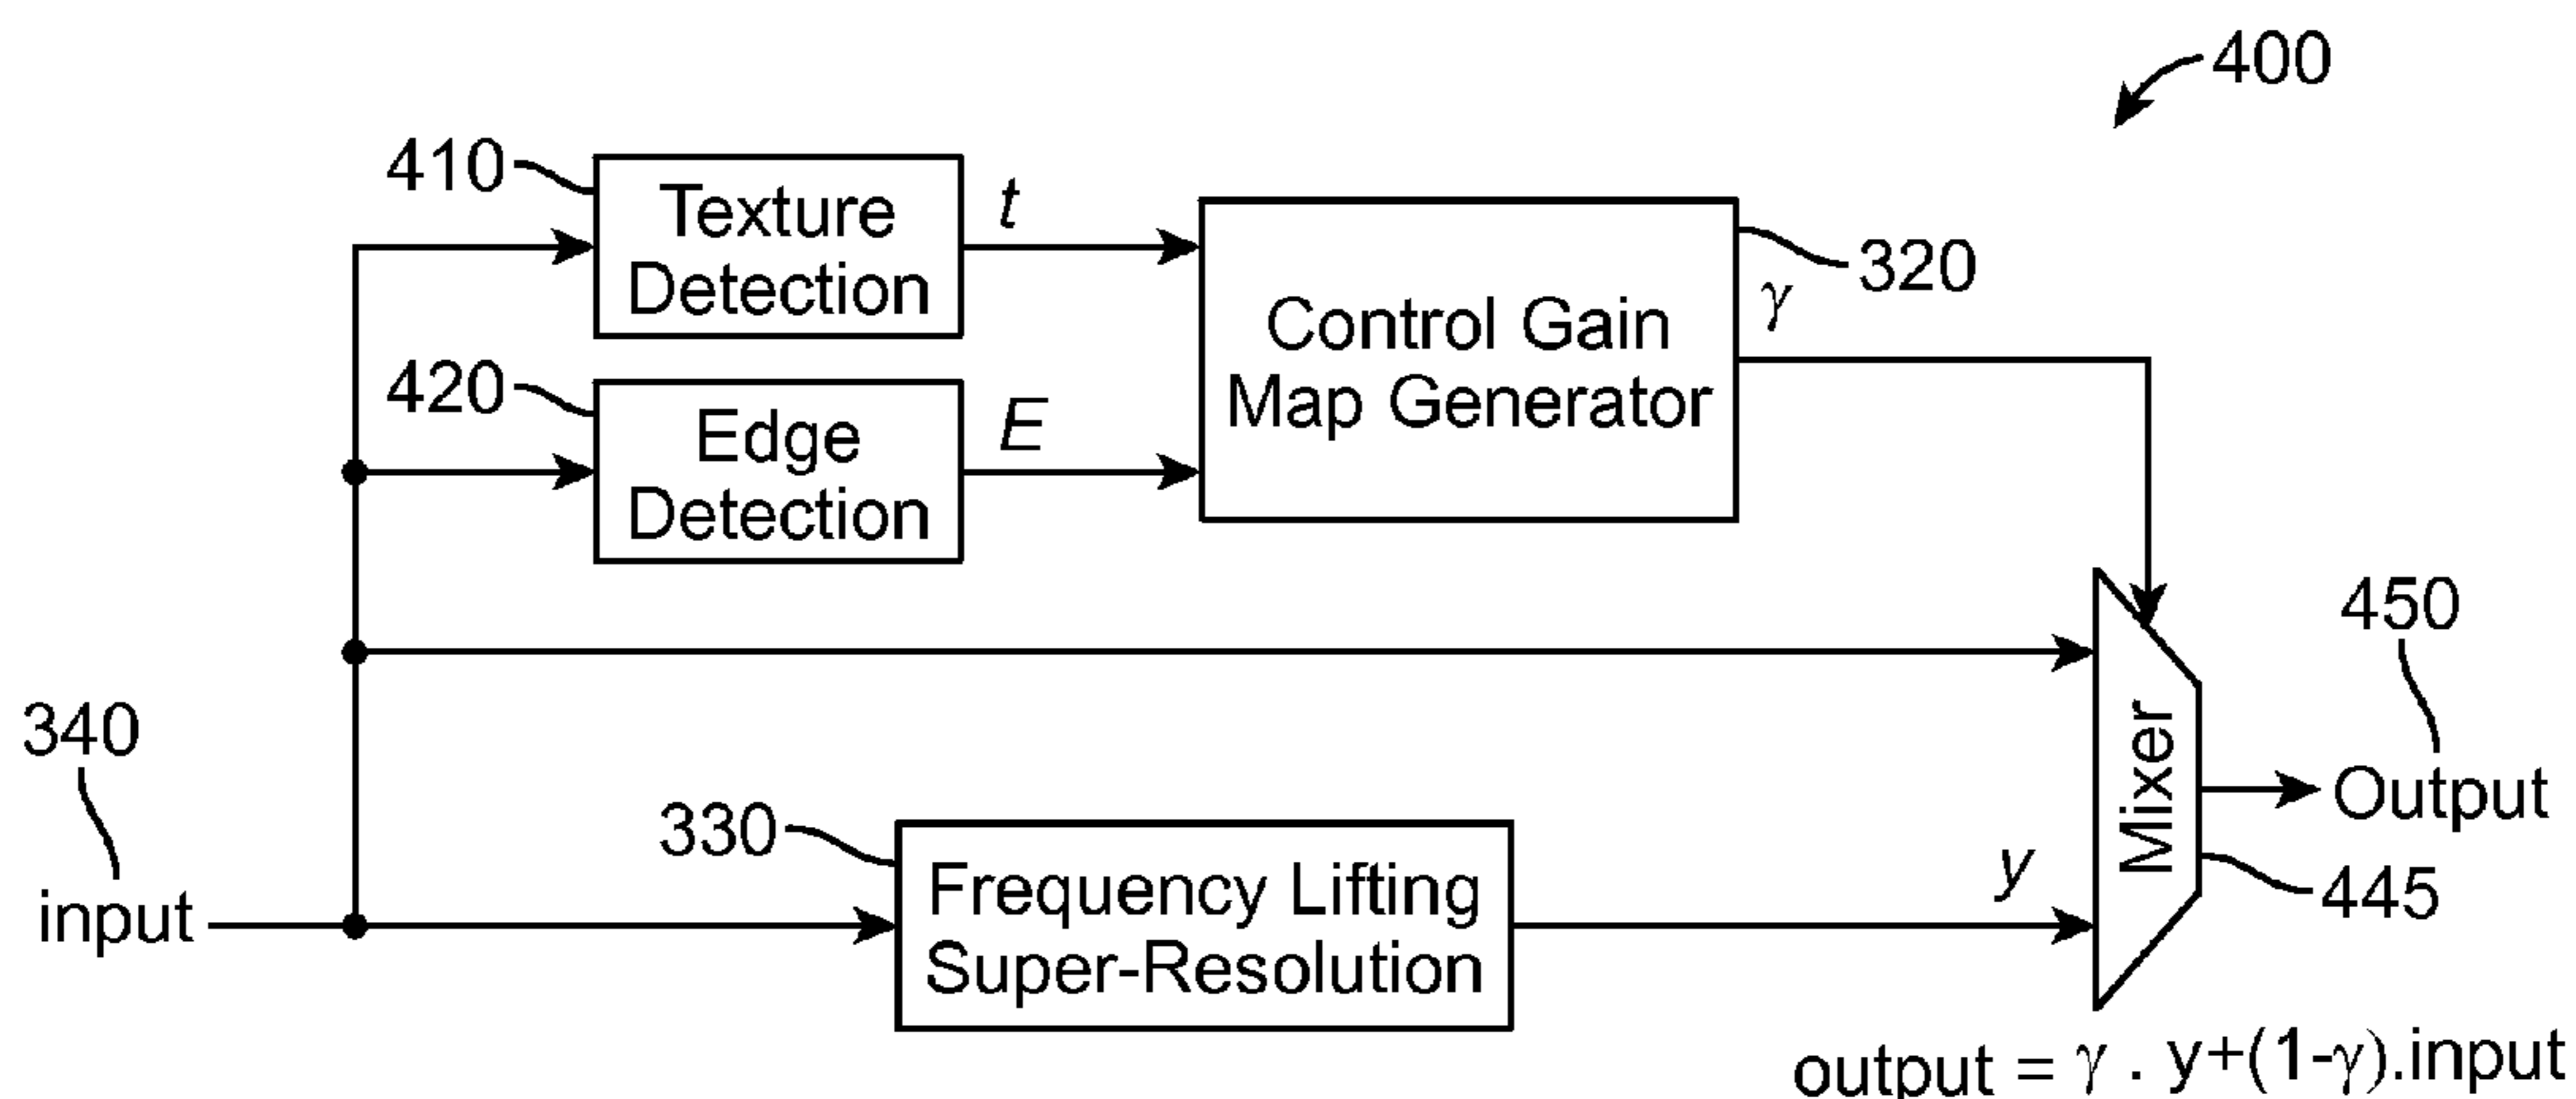 400
410
Texture
Detection
t
320
γ
Control Gain
Map Generator
420
Edge
Detection
E
450
340
input
330
Frequency Lifting
Super-Resolution
y
Mixer
Output
445
output = γ . y+(1-γ).input